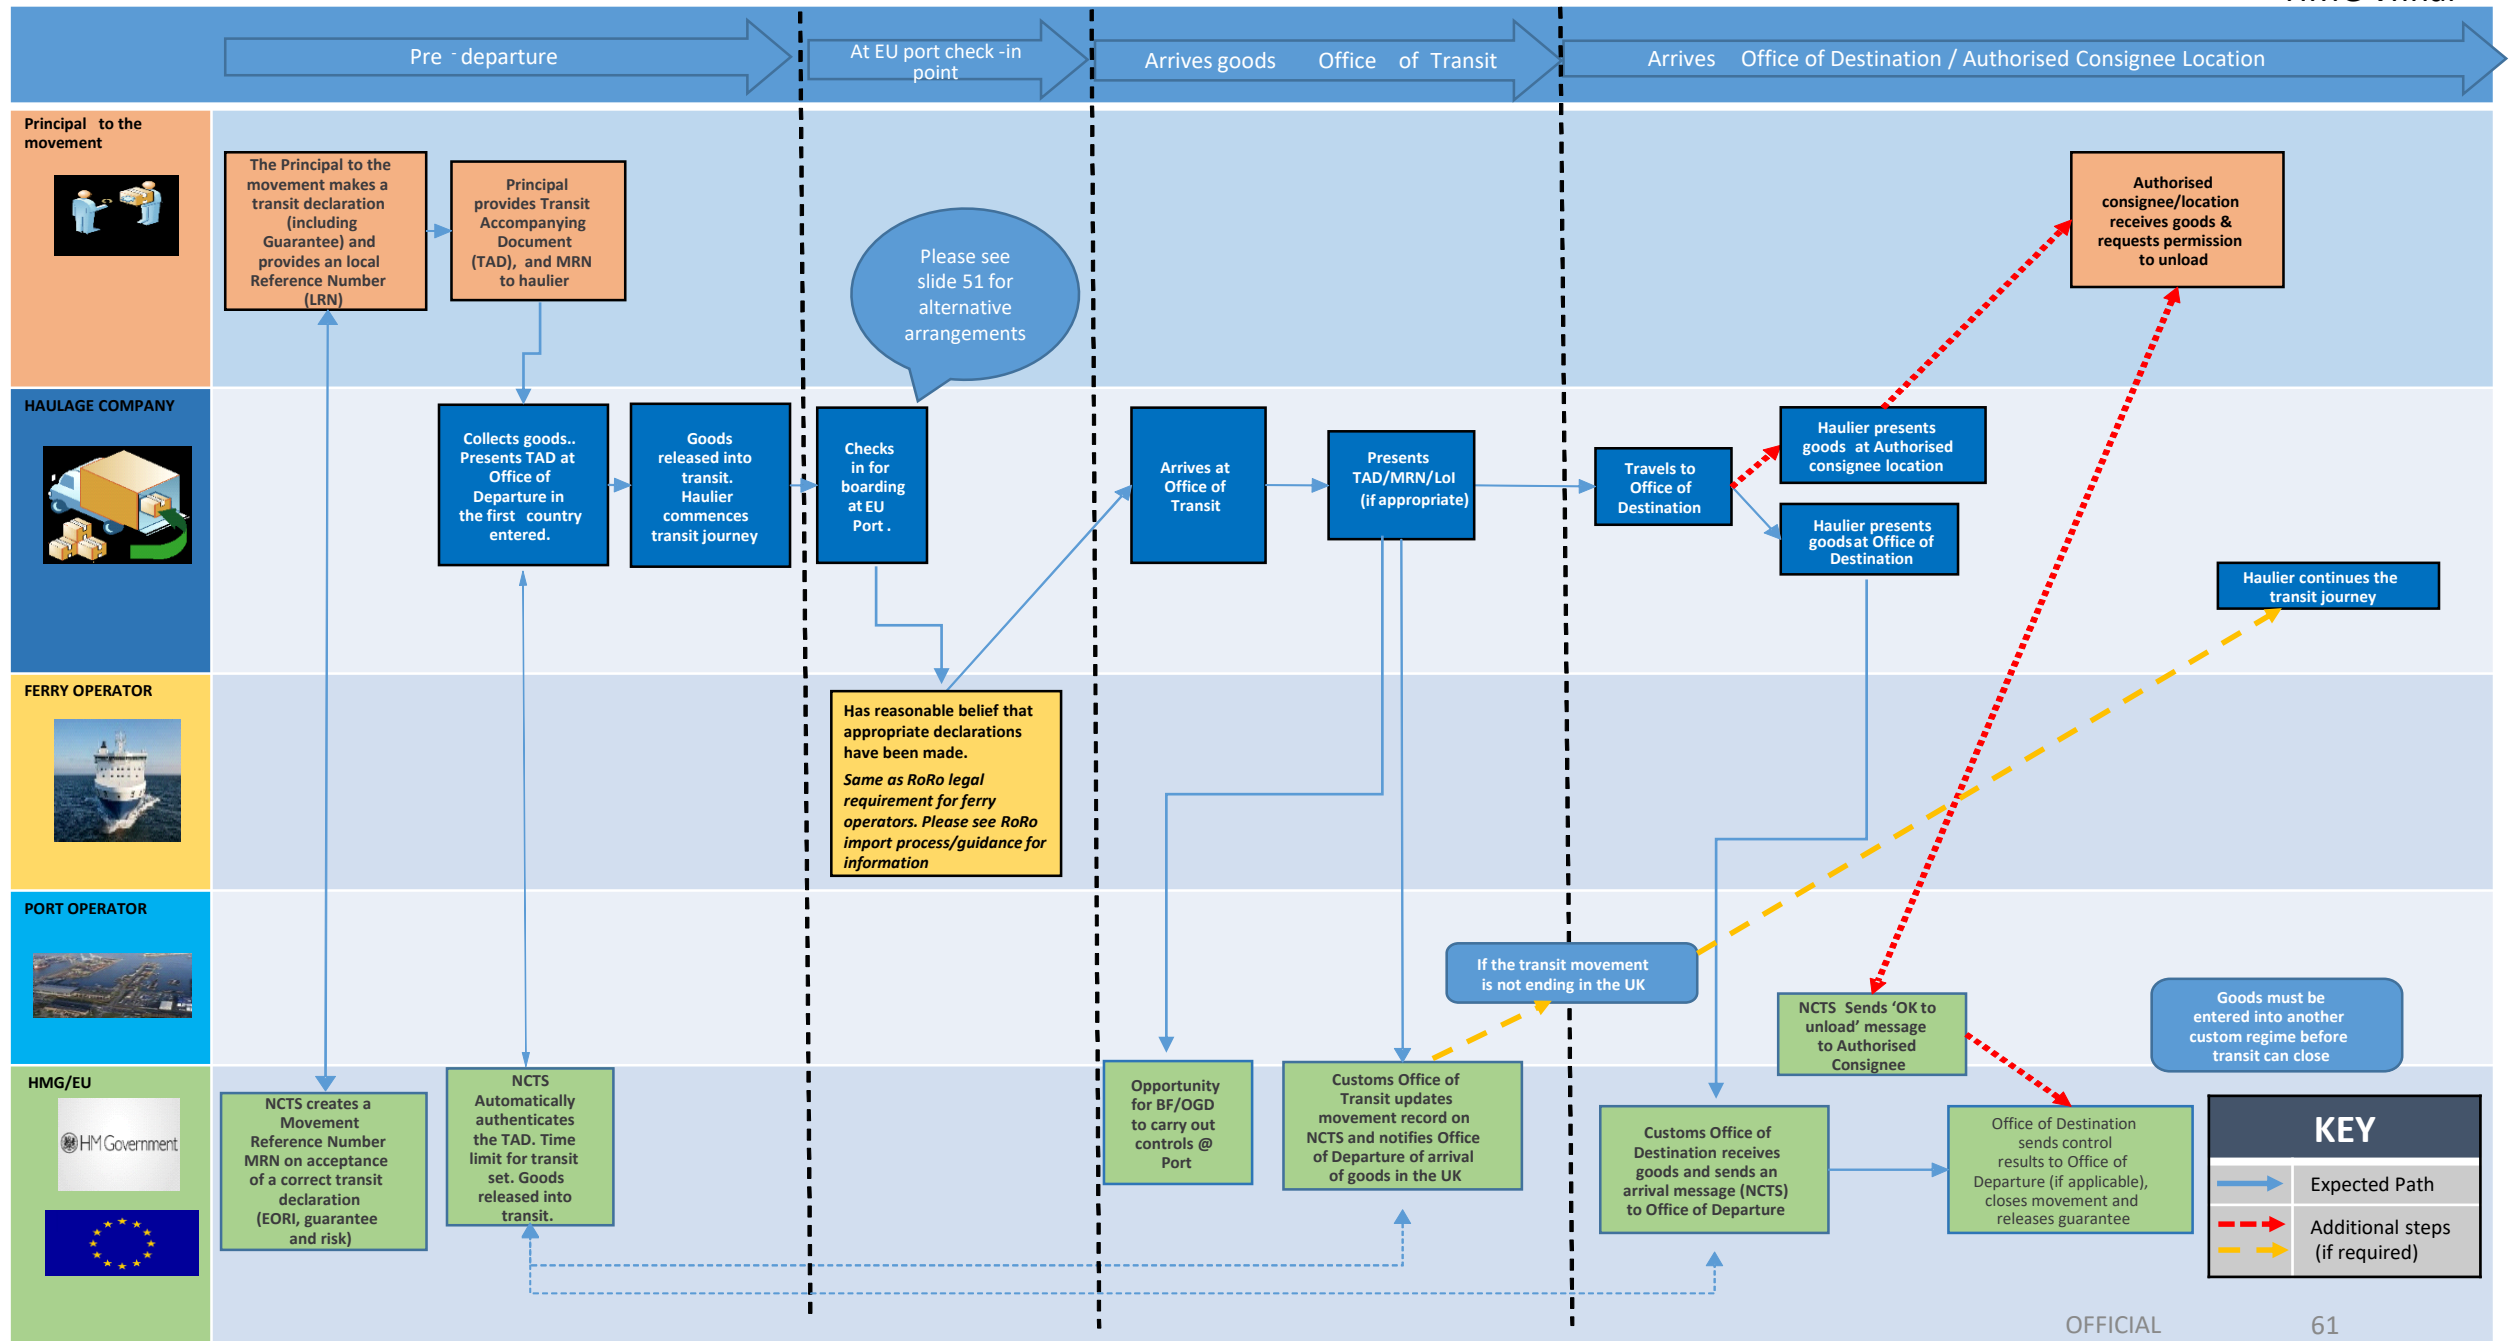 Pre - departure
At EU port check -in
point
Arrives goods Office of Transit
Arrives Office of Destination / Authorised Consignee Location
Principal to the
movement
The Principal to the
movement makes a
transit declaration
(including
Guarantee) and
provides an local
Reference Number
(LRN)
Principal
provides Transit
Accompanying
Document
(TAD), and MRN
to haulier
Please see
slide 51 for
alternative
arrangements
Authorised
consignee/location
receives goods &
requests permission
to unload
HAULAGE COMPANY
Collects goods..
Presents TAD at
Office of
Departure in
the first country
entered.
Goods
released into
transit.
Haulier
commences
transit journey
Checks
in for
boarding
at EU
Port .
Arrives at
Office of
Transit
Presents
TAD/MRN/LoI
(if appropriate)
Travels to
Office of
Destination
Haulier presents
goods at Authorised
consignee location
Haulier presents
goods at Office of
Destination
Haulier continues the
transit journey
FERRY OPERATOR
Has reasonable belief that
appropriate declarations
have been made.
Same as RoRo legal
requirement for ferry
operators. Please see RoRo
import process/guidance for
information
PORT OPERATOR
If the transit movement
is not ending in the UK
NCTS Sends ‘OK to
unload’ message
to Authorised
Consignee
Goods must be
entered into another
custom regime before
transit can close
HMG/EU
HM Government
NCTS creates a
Movement
Reference Number
MRN on acceptance
of a correct transit
declaration
(EORI, guarantee
and risk)
NCTS
Automatically
authenticates
the TAD. Time
limit for transit
set. Goods
released into
transit.
Opportunity
for BF/OGD
to carry out
controls @
Port
Customs Office of
Transit updates
movement record on
NCTS and notifies Office
of Departure of arrival
of goods in the UK
Customs Office of
Destination receives
goods and sends an
arrival message (NCTS)
to Office of Departure
Office of Destination
sends control
results to Office of
Departure (if applicable),
closes movement and
releases guarantee
KEY
Expected Path
Additional steps
(if required)
OFFICIAL 61